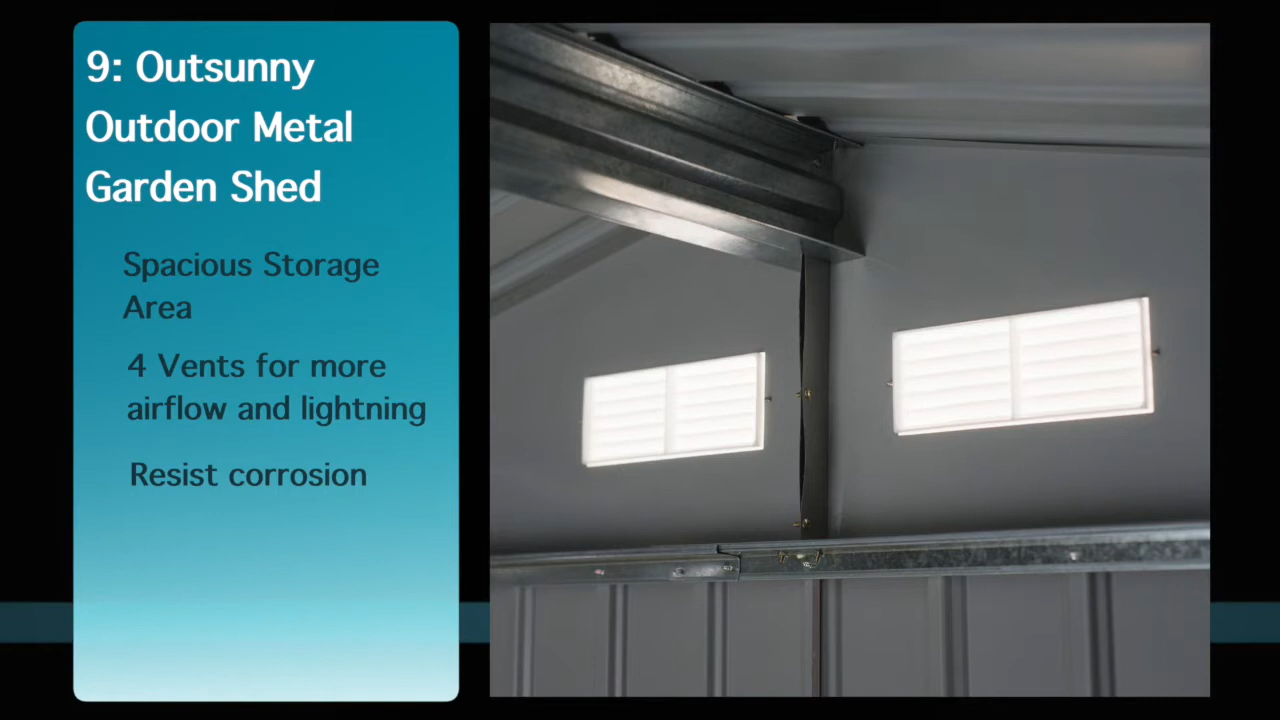 9: Outsunny
Outdoor Metal
Garden Shed
Spacious Storage
Area
4 Vents for more
airflow and lightning
Resist corrosion